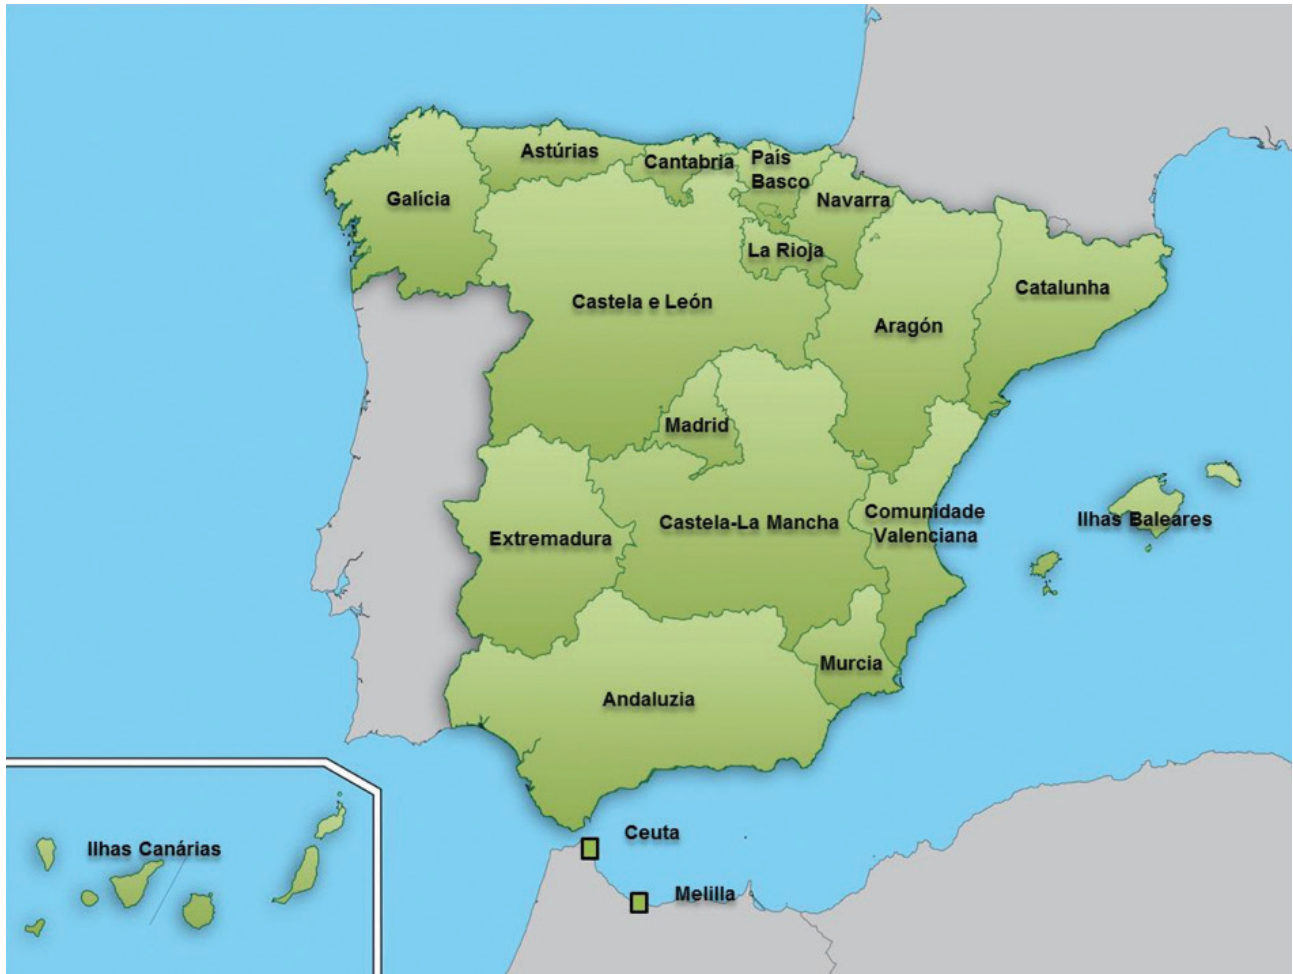 Astúrias
Cantabria
País
Basco
Galícia
Navarra
La Rioja
Castela e León
Catalunha
Aragón
Madrid
Comunidade
Valenciana
Castela-La Mancha
Ilhas Baleares
Extremadura
Murcia
Andaluzia
Ceuta
Ilhas Canárias
Melilla